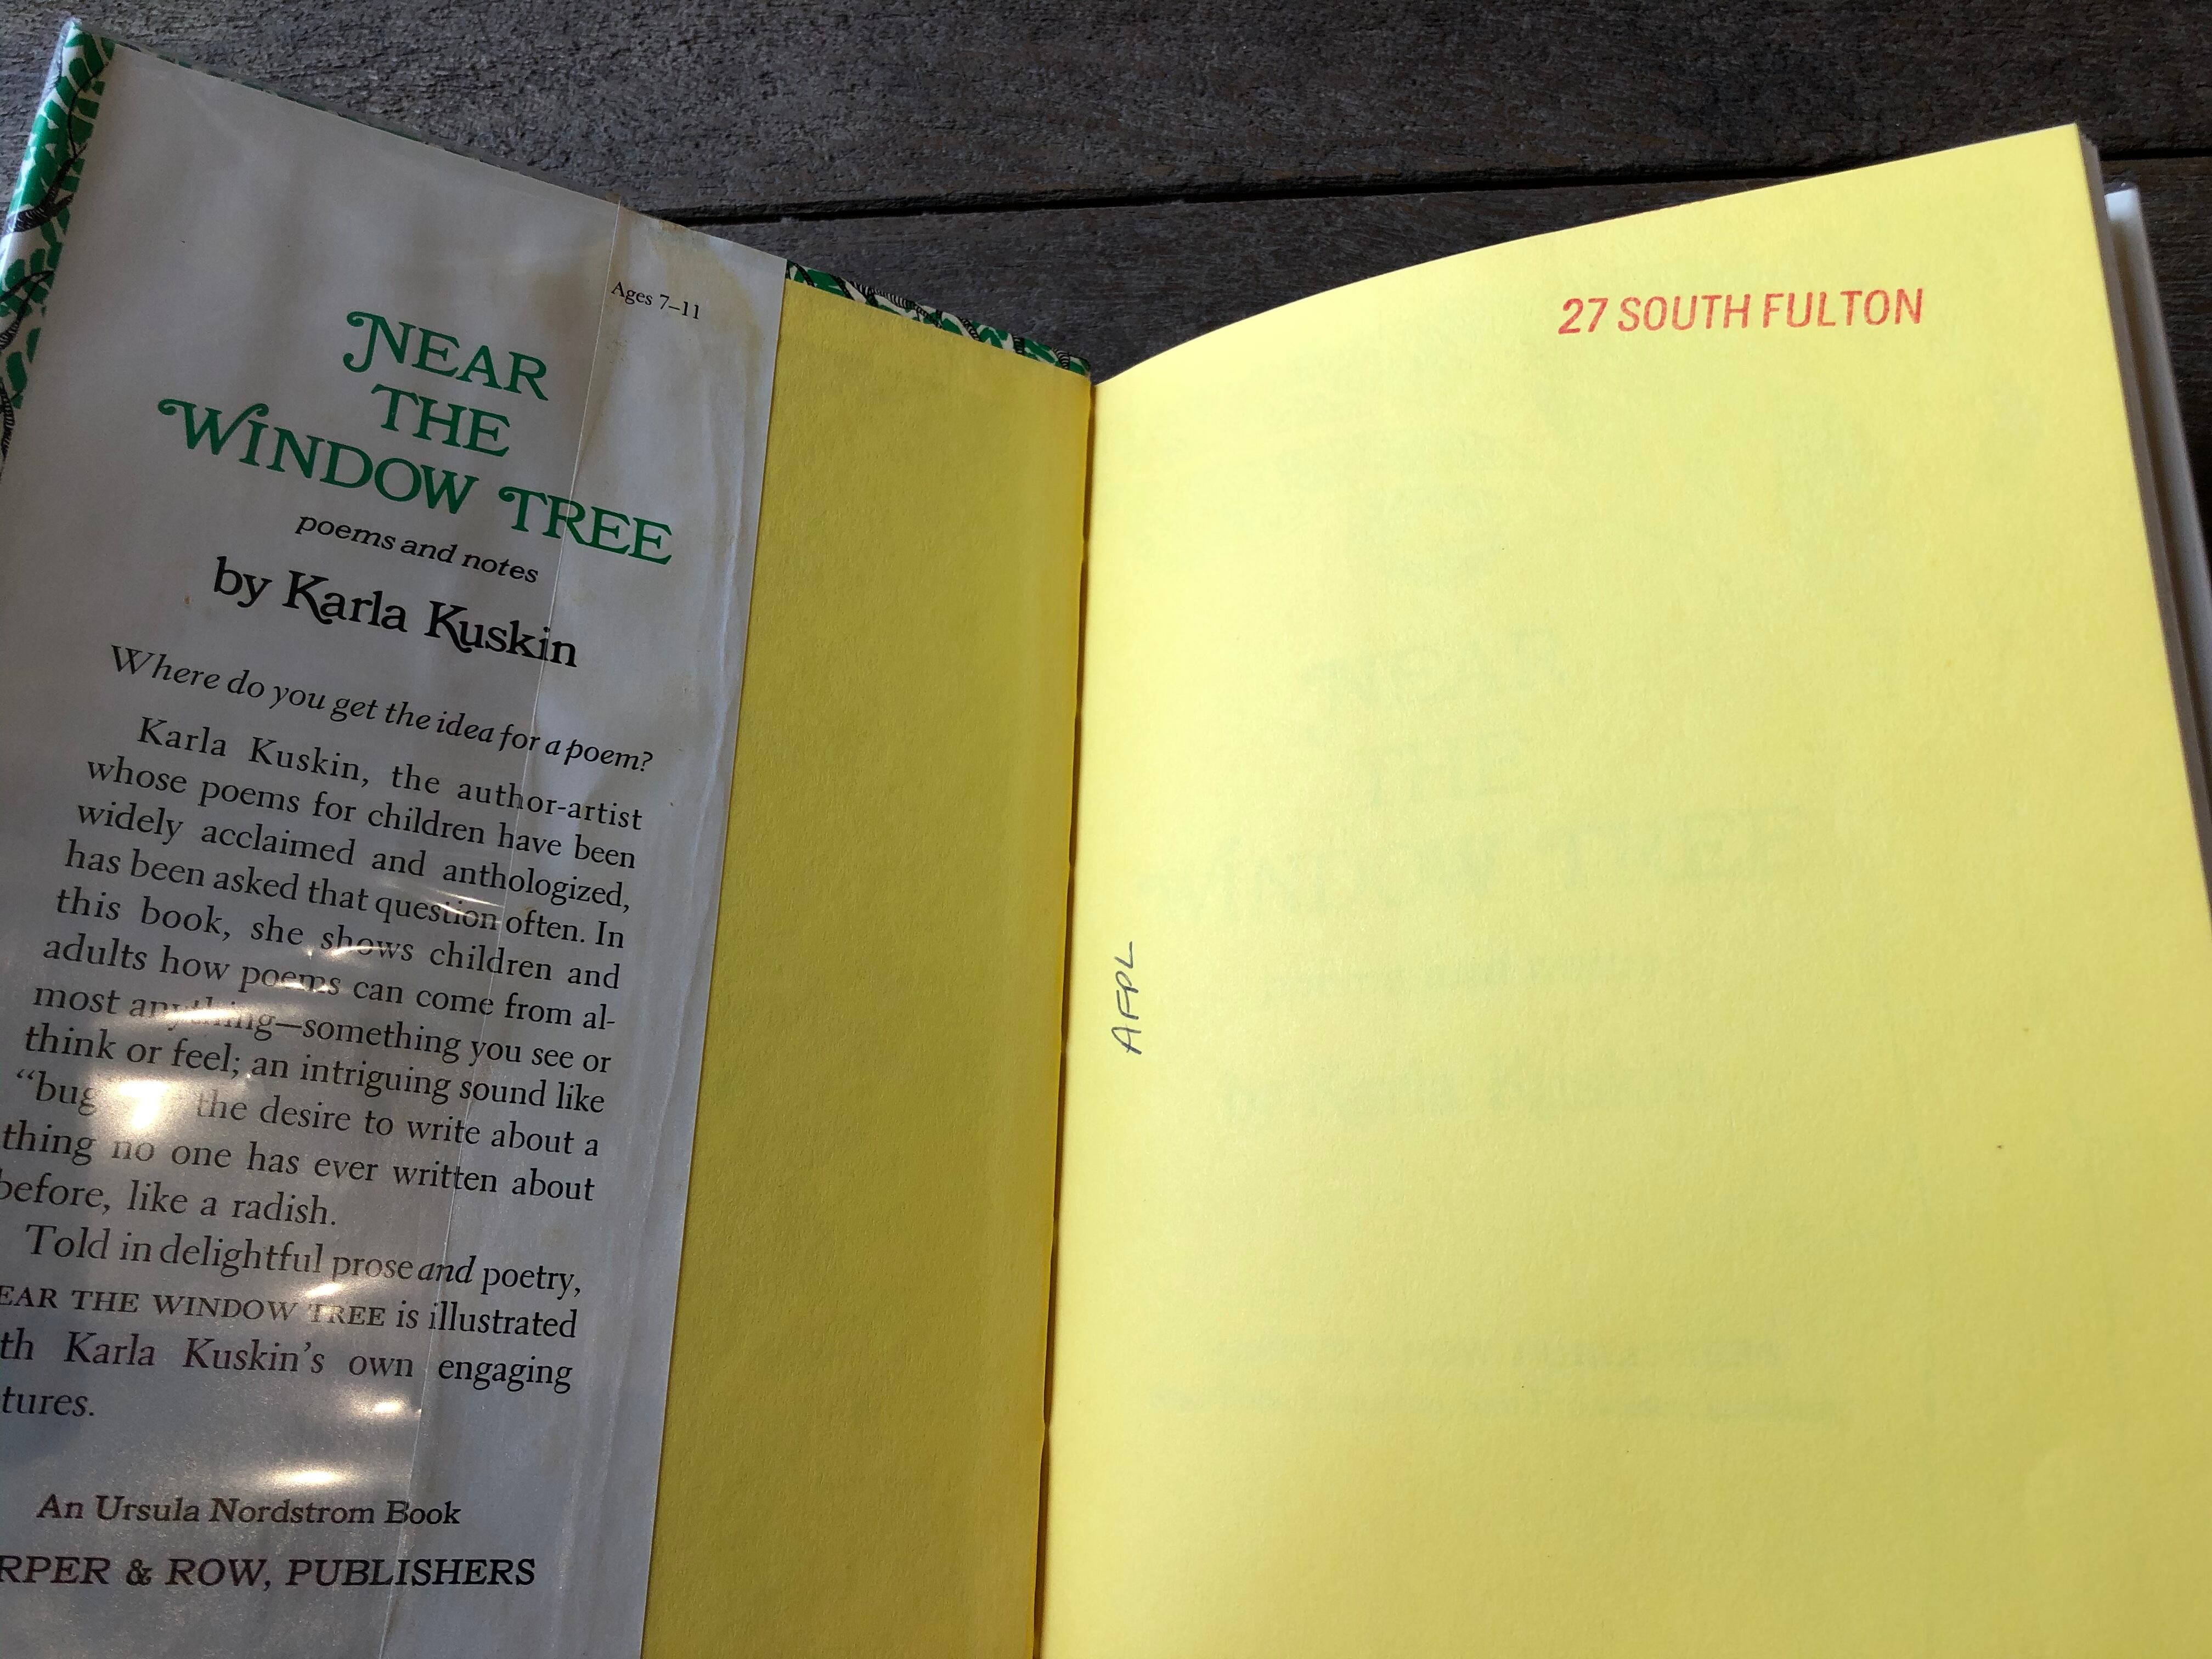 Ages 7–11
NEAR
THE
WINDOW TREE
poems and notes
by Karla Kuskin
Where do you get the idea for a poem?
Karla Kuskin, the author-artist
whose poems for children have been
widely acclaimed and anthologized,
has been asked that question often. In
this book, she shows children and
adults how poems can come from al-
most anything—something you see or
think or feel; an intriguing sound like
“bug the desire to write about a
thing no one has ever written about
before, like a radish.
Told in delightful prose and poetry,
EAR THE WINDOW TREE is illustrated
th Karla Kuskin’s own engaging
tures.
An Ursula Nordstrom Book
RPER & ROW, PUBLISHERS
27 SOUTH FULTON
AFPL